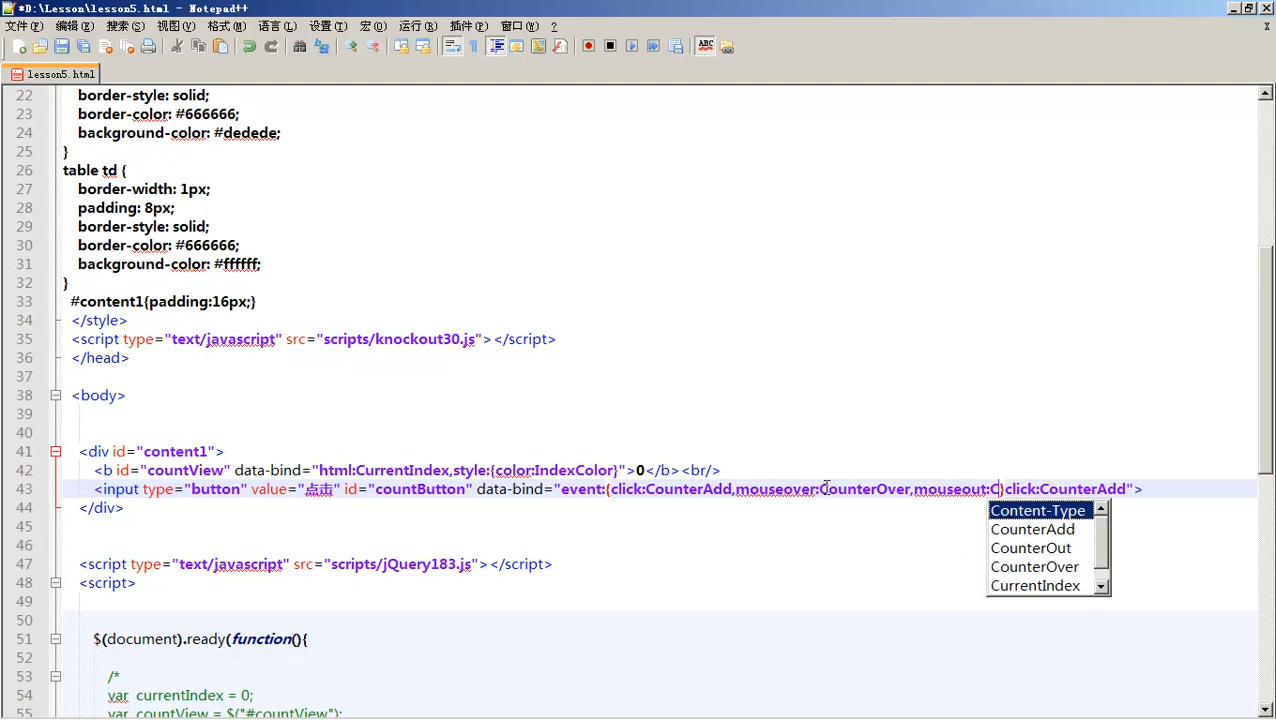 *D:\Lesson\lesson5.html - Notepad++
文件(F) 编辑(E) 搜索(S) 视图(V) 格式(M) 语言(L) 设置(T) 宏(O) 运行(R) 插件(P) 窗口(W) ? X
lesson5.html
22 border-style: solid;
23 border-color: #666666;
24 background-color: #dedede;
25 }
26 table td {
27 border-width: 1px;
28 padding: 8px;
29 border-style: solid;
30 border-color: #666666;
31 background-color: #ffffff;
32 }
33 #content1{padding:16px;}
34 </style>
35 <script type="text/javascript" src="scripts/knockout30.js"></script>
36 </head>
37
38 <body>
39
40
41 <div id="content1">
42 <b id="countView" data-bind="html:CurrentIndex,style:{color:IndexColor}">0</b><br/>
43 <input type="button" value="点击" id="countButton" data-bind="event:{click:CounterAdd,mouseover:CounterOver,mouseout:C}click:CounterAdd">
44 </div>
Content-Type
CounterAdd
CounterOut
CounterOver
CurrentIndex
45
46
47 <script type="text/javascript" src="scripts/jQuery183.js"></script>
48 <script>
49
50
51 $(document).ready(function(){
52
53 /*
54 var currentIndex = 0;
55 var countView = $("#countView");